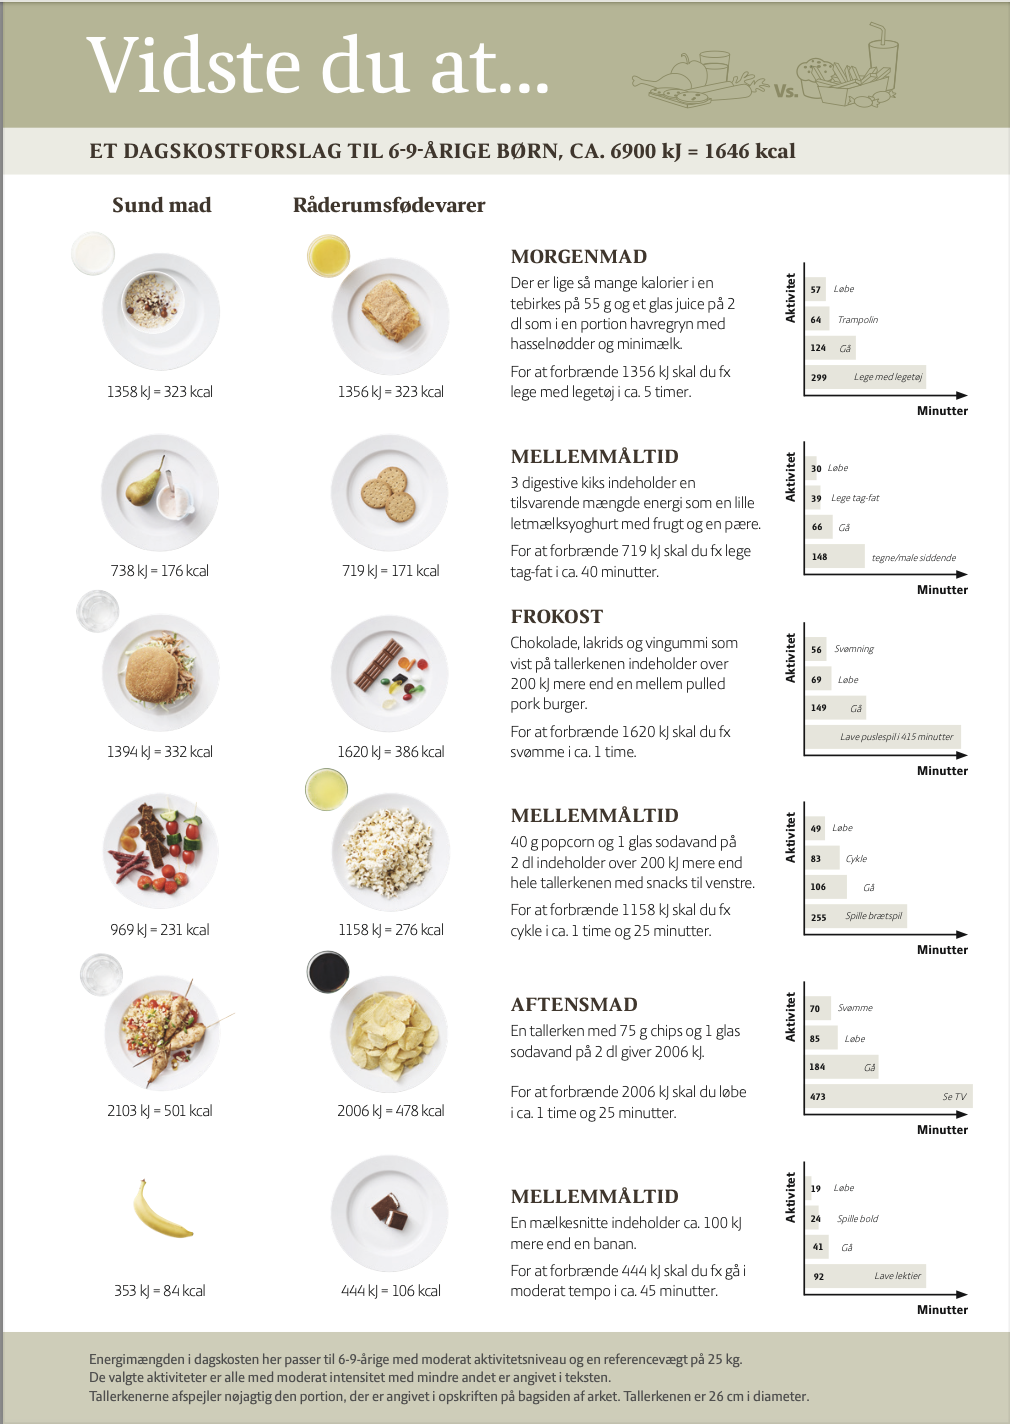 Vidste du at...
Vs.
ET DAGSKOSTFORSLAG TIL 6-9-ÅRIGE BØRN, CA. 6900 kJ = 1646 kcal
Sund mad
Råderumsfødevarer
1358 kJ = 323 kcal
1356 kJ = 323 kcal
MORGENMAD
Der er lige så mange kalorier i en
tebirkes på 55 g og et glas juice på 2
dl som i en portion havregryn med
hasselnødder og minimælk.
For at forbrænde 1356 kJ skal du fx
lege med legetøj i ca. 5 timer.
Aktivitet
57 Løbe
64 Trampolin
124 Gå
299 Lege med legetøj
Minutter
738 kJ = 176 kcal
719 kJ = 171 kcal
MELLEMMÅLTID
3 digestive kiks indeholder en
tilsvarende mængde energi som en lille
letmælksyoghurt med frugt og en pære.
For at forbrænde 719 kJ skal du fx lege
tag-fat i ca. 40 minutter.
Aktivitet
30 Løbe
39 Lege tag-fat
66 Gå
148 tegne/male siddende
Minutter
1394 kJ = 332 kcal
1620 kJ = 386 kcal
FROKOST
Chokolade, lakrids og vingummi som
vist på tallerkenen indeholder over
200 kJ mere end en mellem pulled
pork burger.
For at forbrænde 1620 kJ skal du fx
svømme i ca. 1 time.
Aktivitet
56 Svømning
69 Løbe
149 Gå
Lave puslespil i 415 minutter
Minutter
969 kJ = 231 kcal
1158 kJ = 276 kcal
MELLEMMÅLTID
40 g popcorn og 1 glas sodavand på
2 dl indeholder over 200 kJ mere end
hele tallerkenen med snacks til venstre.
For at forbrænde 1158 kJ skal du fx
cykle i ca. 1 time og 25 minutter.
Aktivitet
49 Løbe
83 Cykle
106 Gå
255 Spille brætspil
Minutter
2103 kJ = 501 kcal
2006 kJ = 478 kcal
AFTENSMAD
En tallerken med 75 g chips og 1 glas
sodavand på 2 dl giver 2006 kJ.
For at forbrænde 2006 kJ skal du løbe
i ca. 1 time og 25 minutter.
Aktivitet
70 Svømme
85 Løbe
184 Gå
473 Se TV
Minutter
353 kJ = 84 kcal
444 kJ = 106 kcal
MELLEMMÅLTID
En mælkesnitte indeholder ca. 100 kJ
mere end en banan.
For at forbrænde 444 kJ skal du fx gå i
moderat tempo i ca. 45 minutter.
Aktivitet
19 Løbe
24 Spille bold
41 Gå
92 Lave lektier
Minutter
Energimængden i dagskosten her passer til 6-9-årige med moderat aktivitetsniveau og en referencevægt på 25 kg.
De valgte aktiviteter er alle med moderat intensitet med mindre andet er angivet i teksten.
Tallerkenerne afspejler nøjagtig den portion, der er angivet i opskriften på bagsiden af arket. Tallerkenen er 26 cm i diameter.